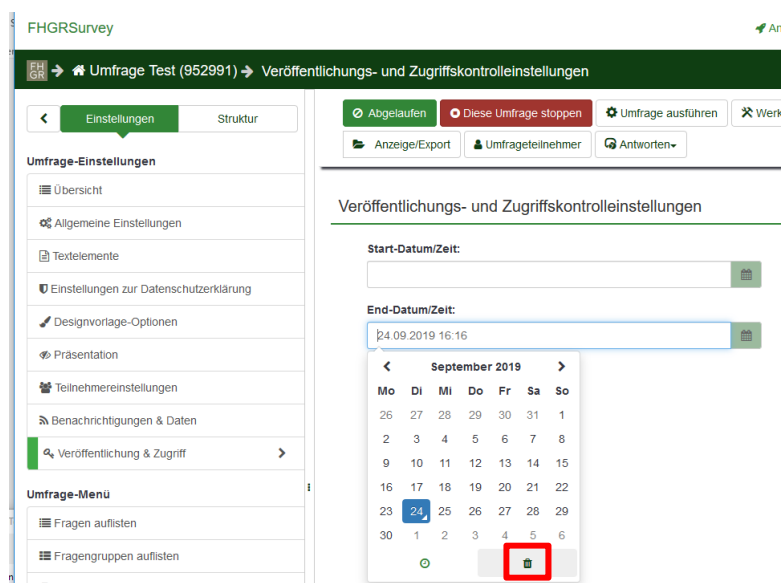 FHGRSurvey
FH
GR
Umfrage Test (952991) Veröffentlichungs- und Zugriffskontrolleinstellungen
Einstellungen Struktur
Abgelaufen Diese Umfrage stoppen Umfrage ausführen
Anzeige/Export Umfrageteilnehmer Antworten
Umfrage-Einstellungen
Übersicht
Allgemeine Einstellungen
Textelemente
Einstellungen zur Datenschutzerklärung
Designvorlage-Optionen
Präsentation
Teilnehmereinstellungen
Benachrichtigungen & Daten
Veröffentlichung & Zugriff
Umfrage-Menü
Fragen auflisten
Fragengruppen auflisten
Veröffentlichungs- und Zugriffskontrolleinstellungen
Start-Datum/Zeit:
End-Datum/Zeit:
24.09.2019 16:16
September 2019
Mo Di Mi Do Fr Sa So
26 27 28 29 30 31 1
2 3 4 5 6 7 8
9 10 11 12 13 14 15
16 17 18 19 20 21 22
23 24 25 26 27 28 29
30 1 2 3 4 5 6